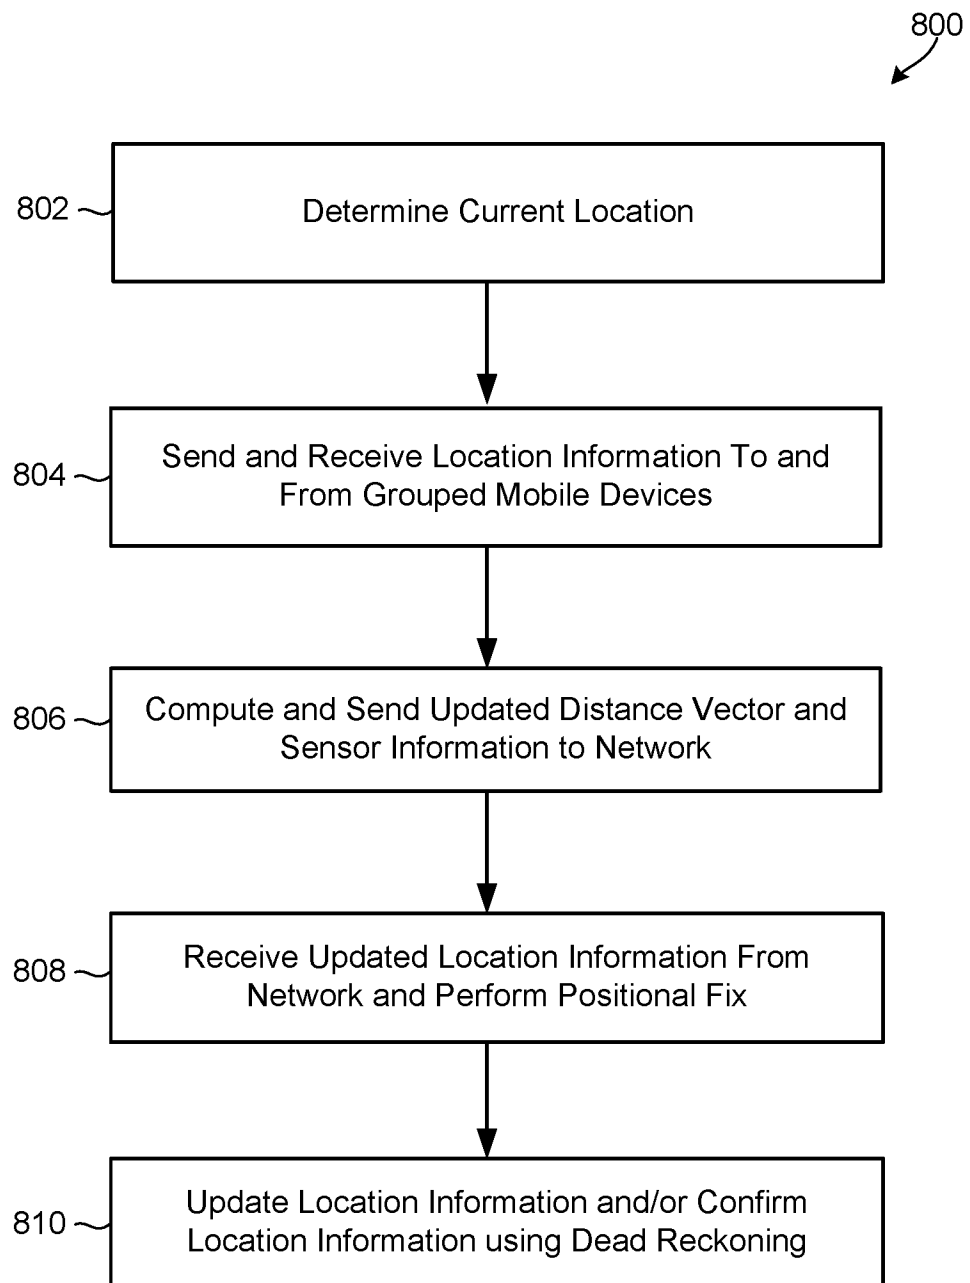 800
802
Determine Current Location
804
Send and Receive Location Information To and
From Grouped Mobile Devices
806
Compute and Send Updated Distance Vector and
Sensor Information to Network
808
Receive Updated Location Information From
Network and Perform Positional Fix
810
Update Location Information and/or Confirm
Location Information using Dead Reckoning